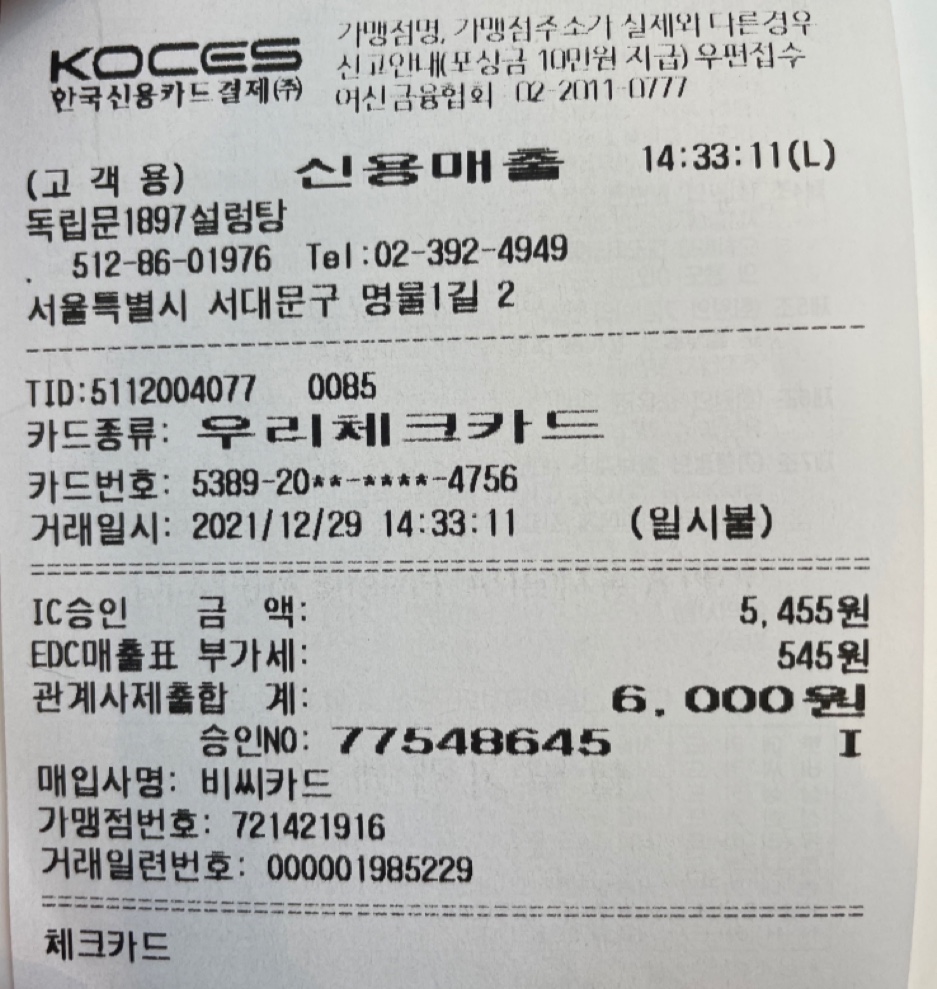 KOCES
한국신용카드결제(주)
가맹점명, 가맹점주소가 실제와 다른경우
신고안내(포상금 10만원 지급)우편접수
여신금융협회 02-2011-0777
(고 객 용) 신용매출 14:33:11(L)
독립문1897설렁탕
512-86-01976 Tel:02-392-4949
서울특별시 서대문구 명물1길 2
TID:5112004077 0085
카드종류: 우리체크카드
카드번호: 5389-20**-****-4756
거래일시: 2021/12/29 14:33:11 (일시불)
IC승인 금 액: 5,455원
EDC매출표 부가세: 545원
관계사제출합 계: 6,000원
승인NO: 77548645 I
매입사명: 비씨카드
가맹점번호: 721421916
거래일련번호: 000001985229
체크카드